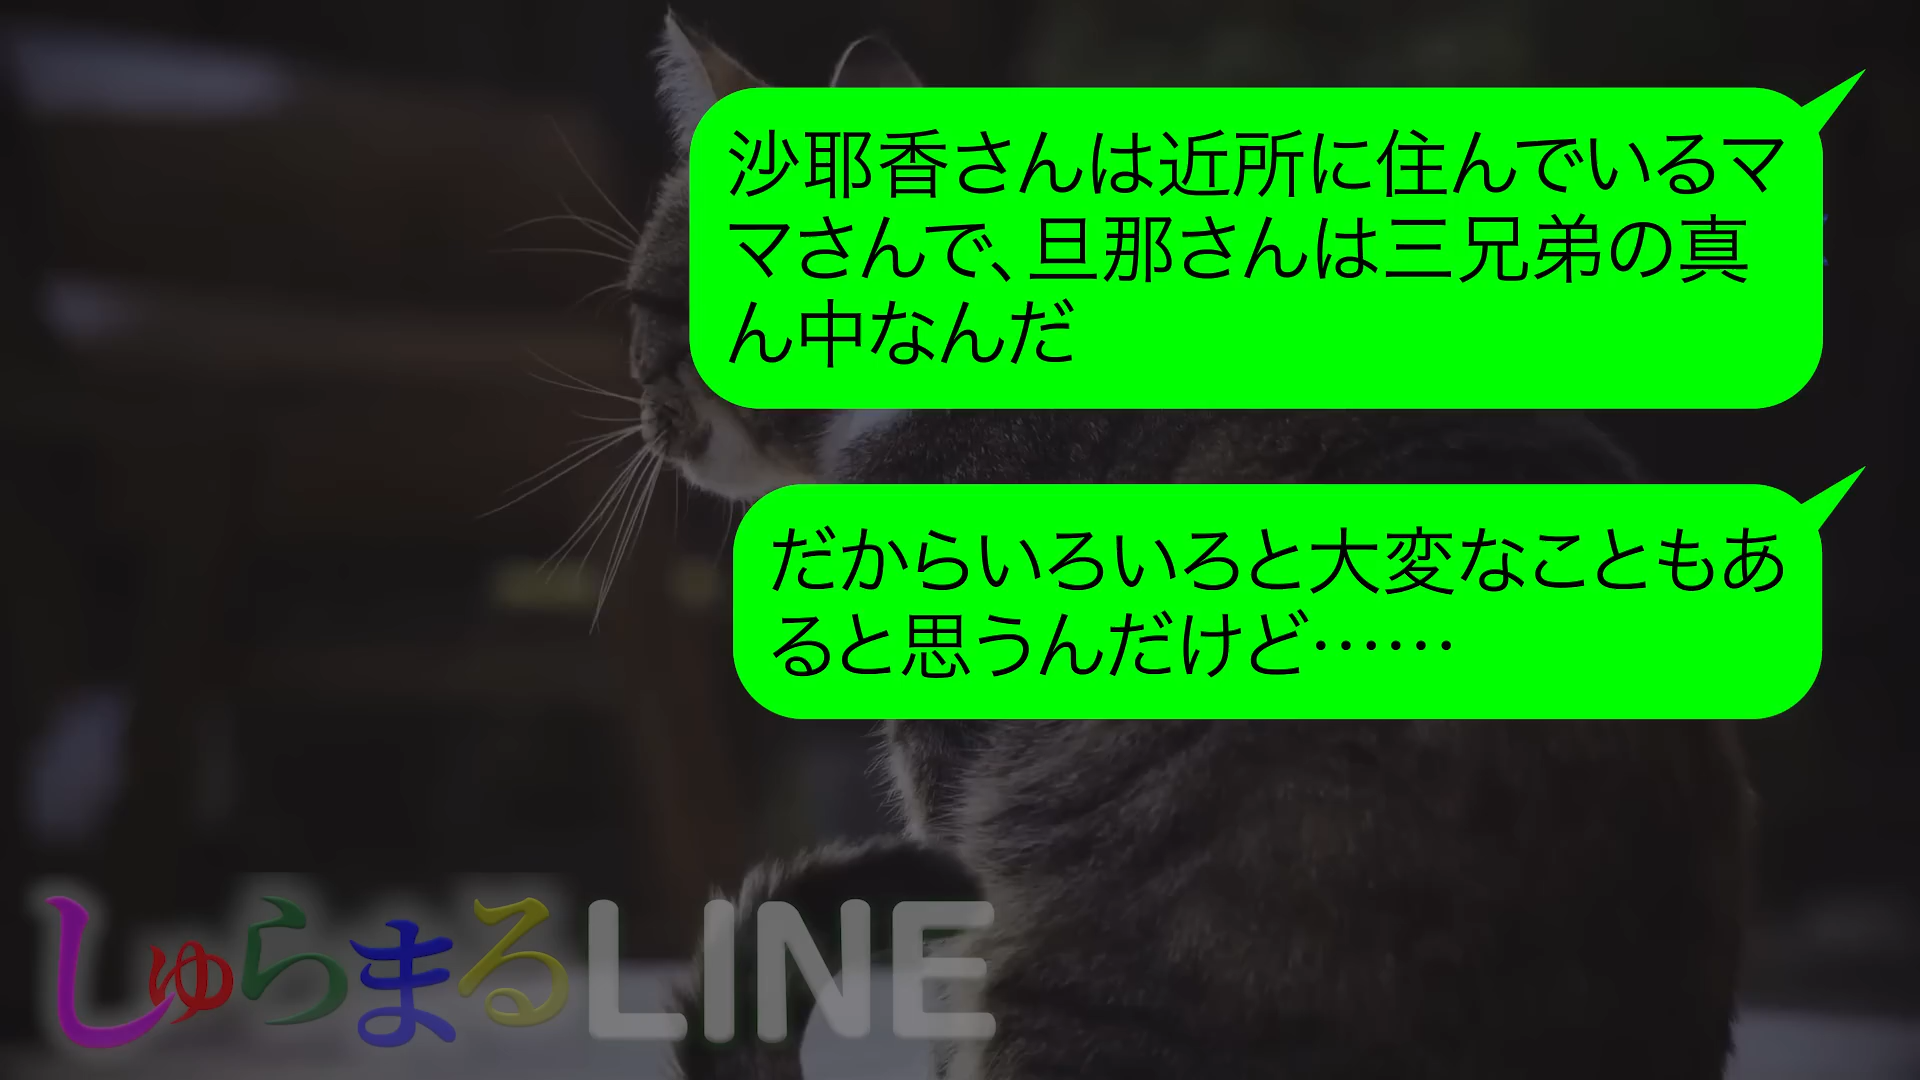 沙耶香さんは近所に住んでいるマ
マさんで、旦那さんは三兄弟の真
ん中なんだ
だからいろいろと大変なこともあ
ると思うんだけど……
しゅらまるLINE